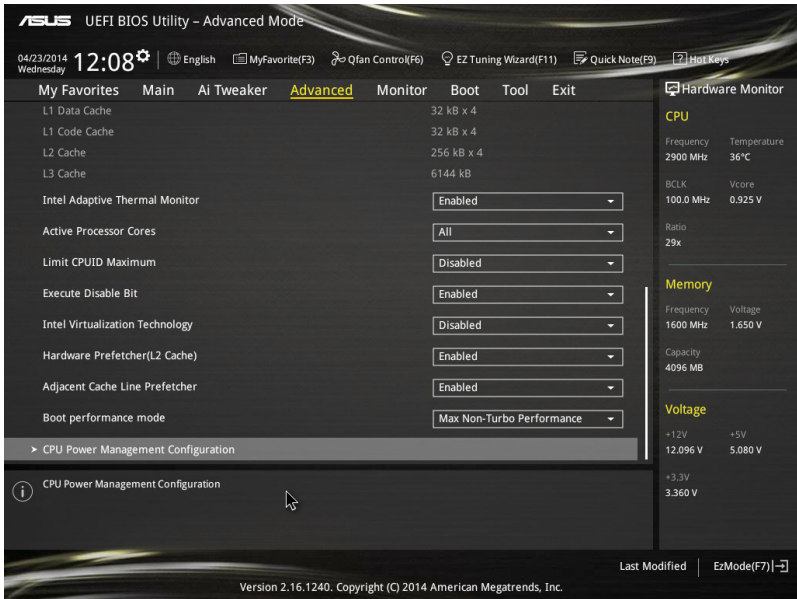 ASUS UEFI BIOS Utility – Advanced Mode
04/23/2014
Wednesday
12:08
English
MyFavorite(F3)
Qfan Control(F6)
EZ Tuning Wizard(F11)
Quick Note(F9)
? Hot Keys
My Favorites Main Ai Tweaker Advanced Monitor Boot Tool Exit
L1 Data Cache 32 kB x 4
L1 Code Cache 32 kB x 4
L2 Cache 256 kB x 4
L3 Cache 6144 kB
Intel Adaptive Thermal Monitor Enabled
Active Processor Cores All
Limit CPUID Maximum Disabled
Execute Disable Bit Enabled
Intel Virtualization Technology Disabled
Hardware Prefetcher(L2 Cache) Enabled
Adjacent Cache Line Prefetcher Enabled
Boot performance mode Max Non-Turbo Performance
> CPU Power Management Configuration
i CPU Power Management Configuration
Hardware Monitor
CPU
Frequency Temperature
2900 MHz 36°C
BCLK Vcore
100.0 MHz 0.925 V
Ratio
29x
Memory
Frequency Voltage
1600 MHz 1.650 V
Capacity
4096 MB
Voltage
+12V +5V
12.096 V 5.080 V
+3.3V
3.360 V
Last Modified EzMode(F7)
Version 2.16.1240. Copyright (C) 2014 American Megatrends, Inc.